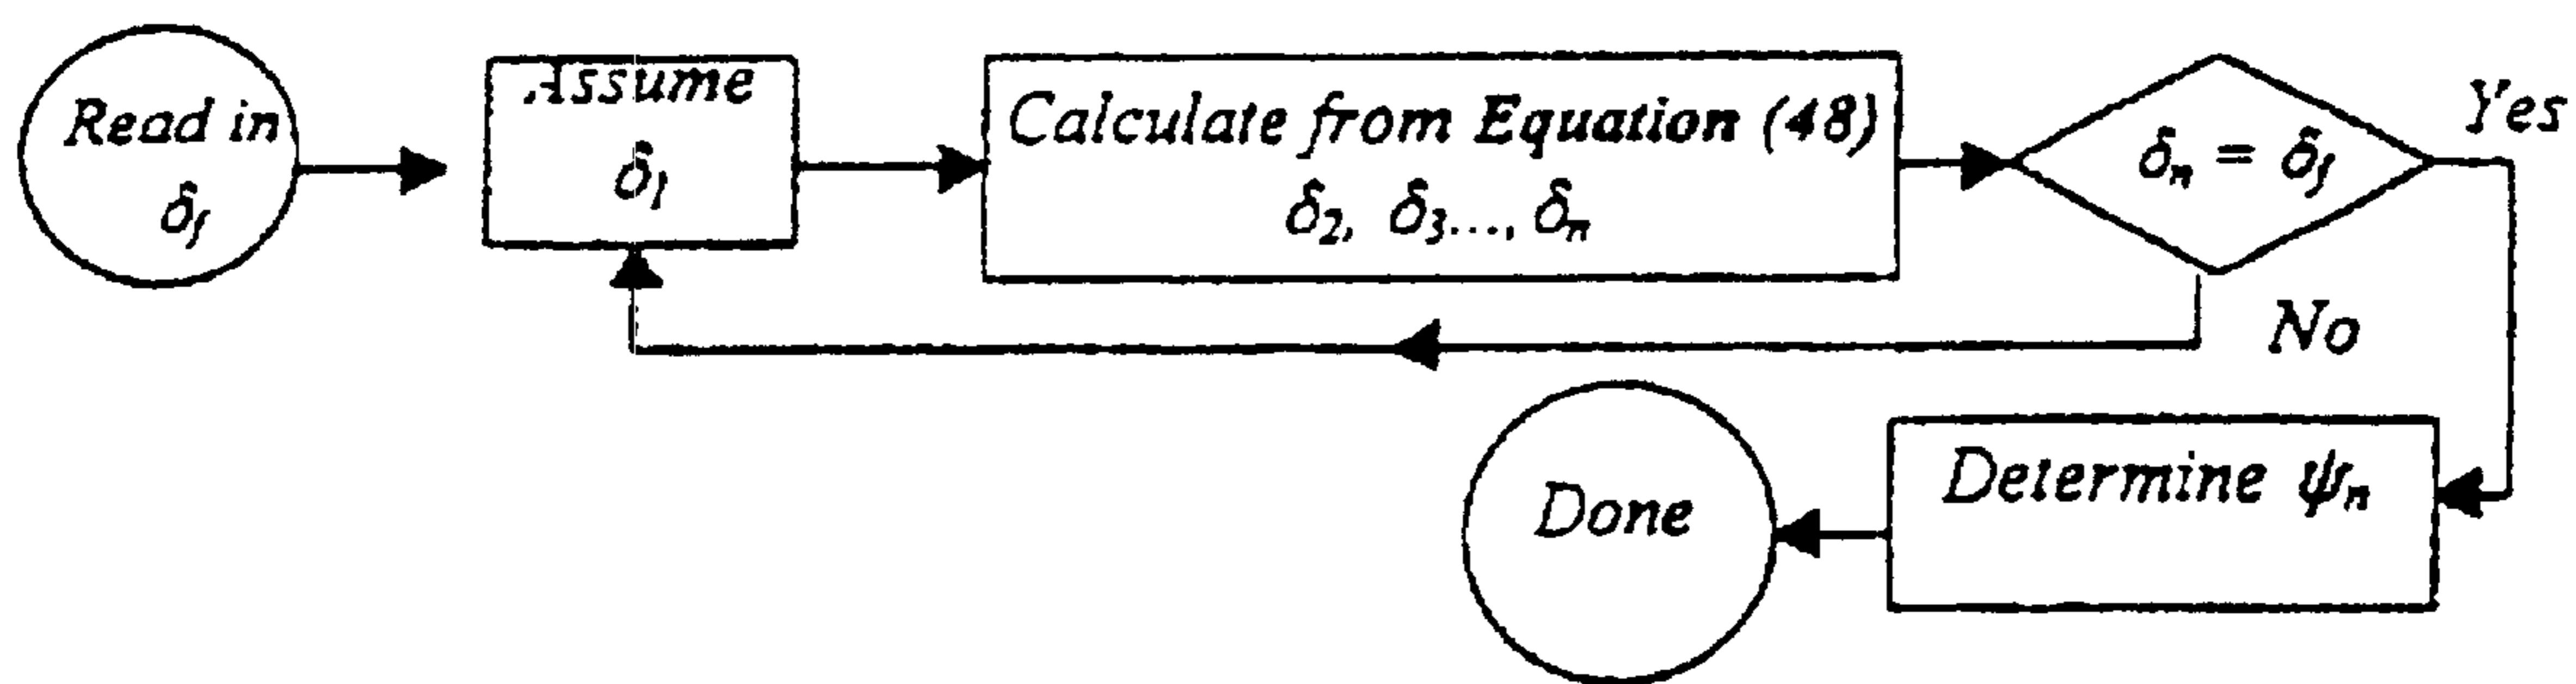 Read in
δf
Assume
δ1
Calculate from Equation (48)
δ2, δ3..., δn
δn = δf
Yes
No
Determine ψn
Done